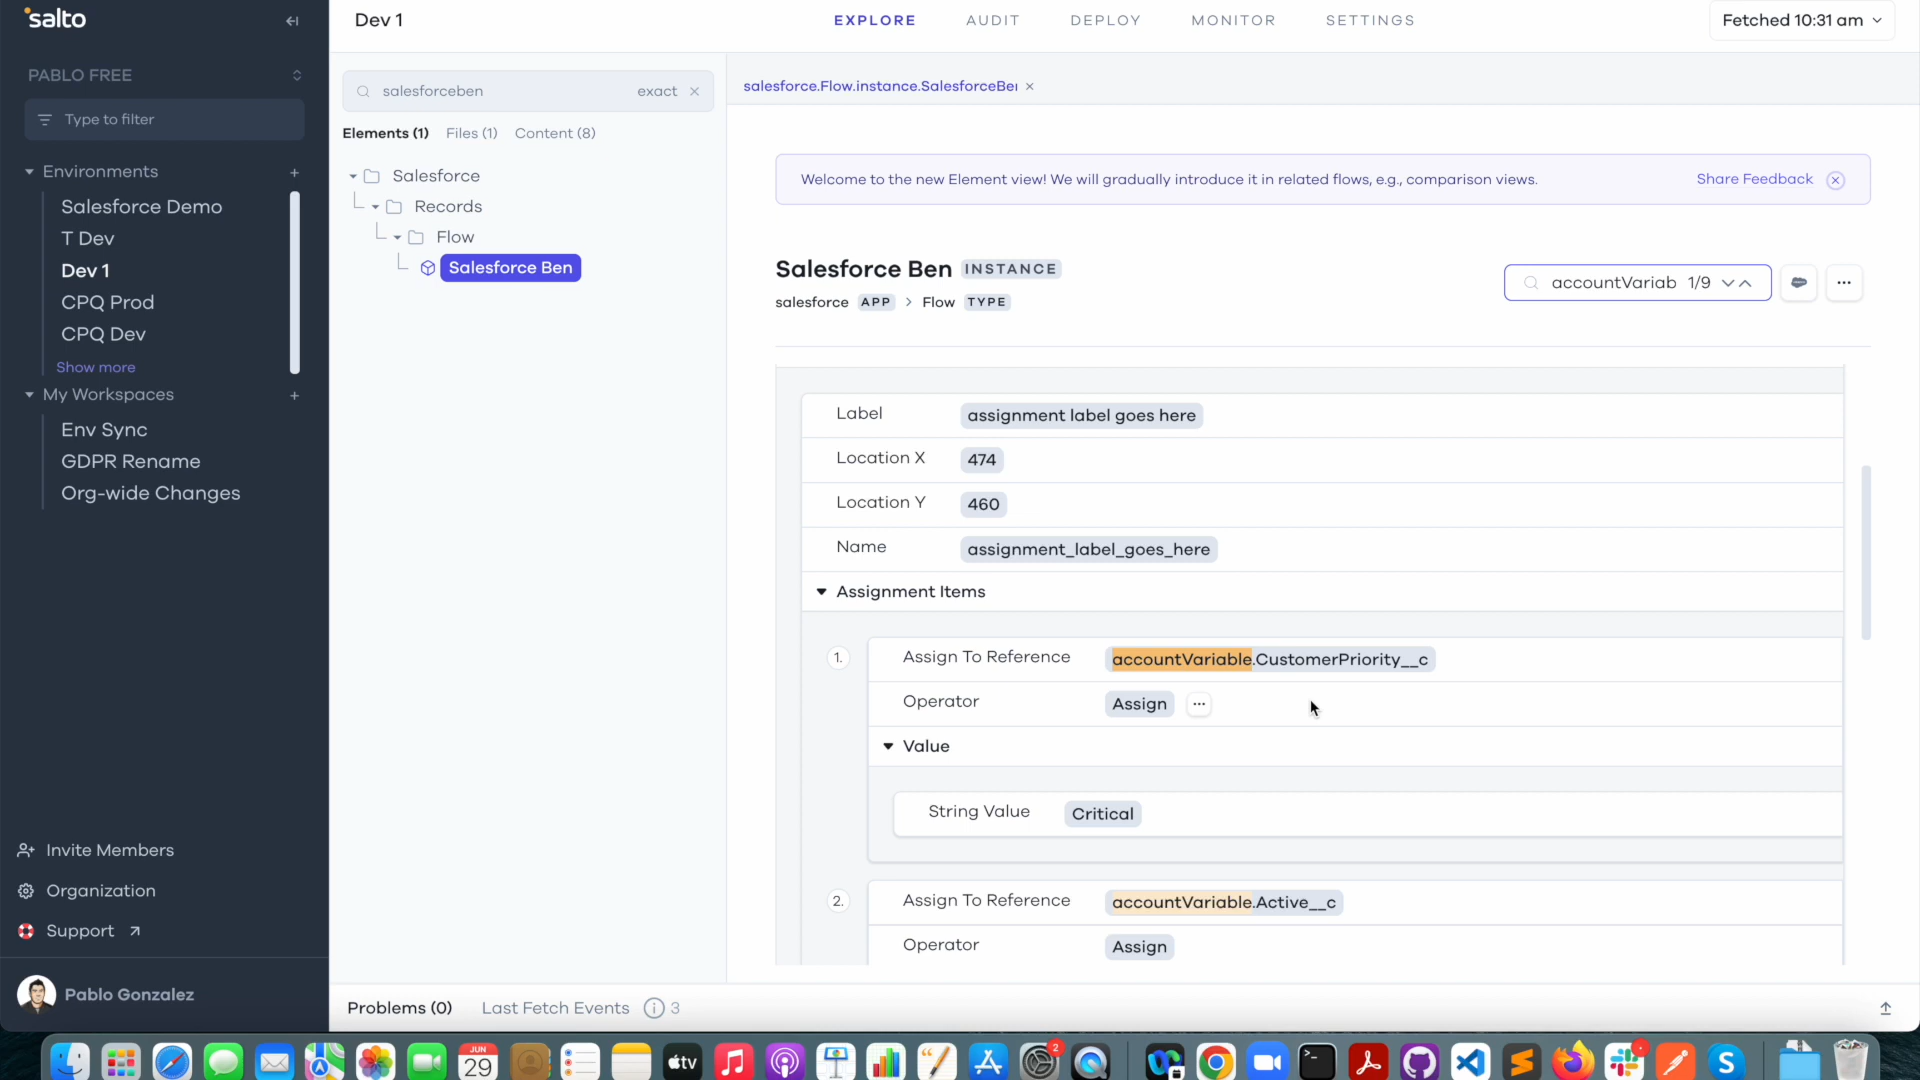 salto
PABLO FREE
Type to filter
Environments
Salesforce Demo
T Dev
Dev 1
CPQ Prod
CPQ Dev
Show more
My Workspaces
Env Sync
GDPR Rename
Org-wide Changes
Invite Members
Organization
Support
Pablo Gonzalez
Dev 1
EXPLORE AUDIT DEPLOY MONITOR SETTINGS
Fetched 10:31 am
salesforceben exact
Elements (1) Files (1) Content (8)
Salesforce
Records
Flow
Salesforce Ben
salesforce.Flow.instance.SalesforceBei
Welcome to the new Element view! We will gradually introduce it in related flows, e.g., comparison views. Share Feedback
Salesforce Ben INSTANCE
salesforce APP > Flow TYPE
accountVariab 1/9
Label assignment label goes here
Location X 474
Location Y 460
Name assignment_label_goes_here
Assignment Items
1. Assign To Reference accountVariable.CustomerPriority__c
Operator Assign ...
Value
String Value Critical
2. Assign To Reference accountVariable.Active__c
Operator Assign
Problems (0) Last Fetch Events 3
JUN
29
tv
2